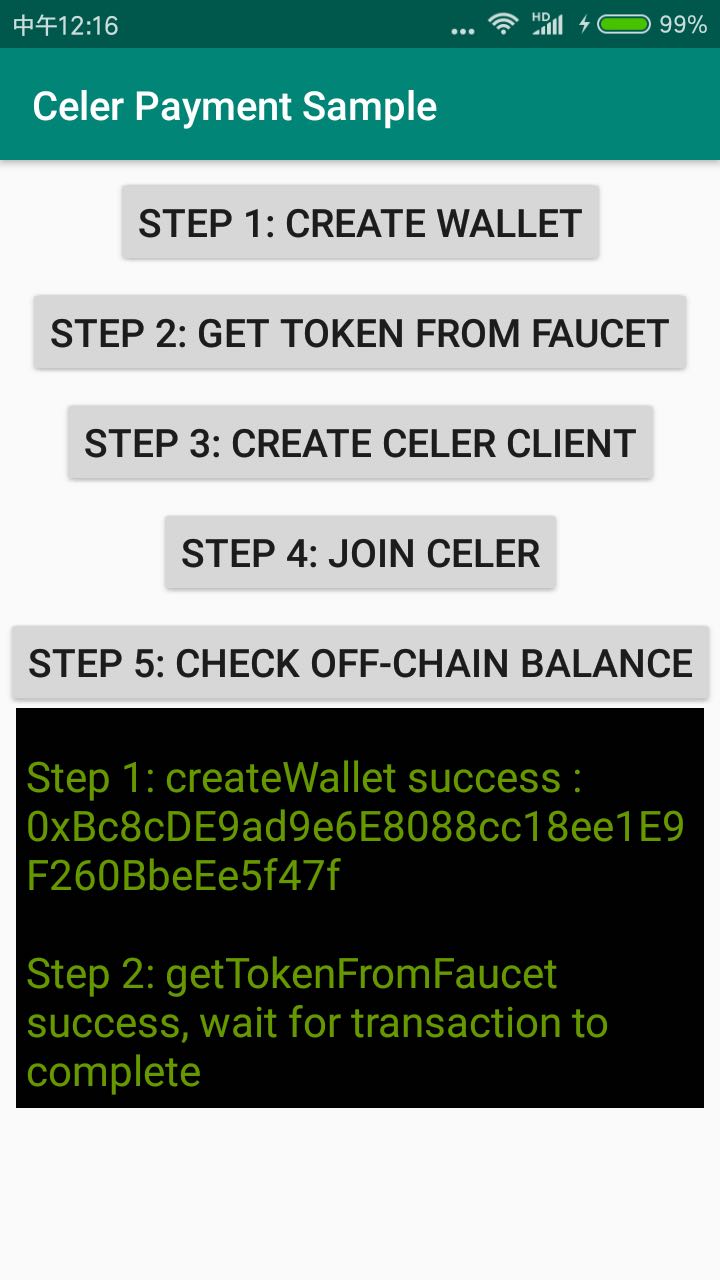 中午12:16
HD
99%
Celer Payment Sample
STEP 1: CREATE WALLET
STEP 2: GET TOKEN FROM FAUCET
STEP 3: CREATE CELER CLIENT
STEP 4: JOIN CELER
STEP 5: CHECK OFF-CHAIN BALANCE
Step 1: createWallet success :
0xBc8cDE9ad9e6E8088cc18ee1E9
F260BbeEe5f47f
Step 2: getTokenFromFaucet
success, wait for transaction to
complete